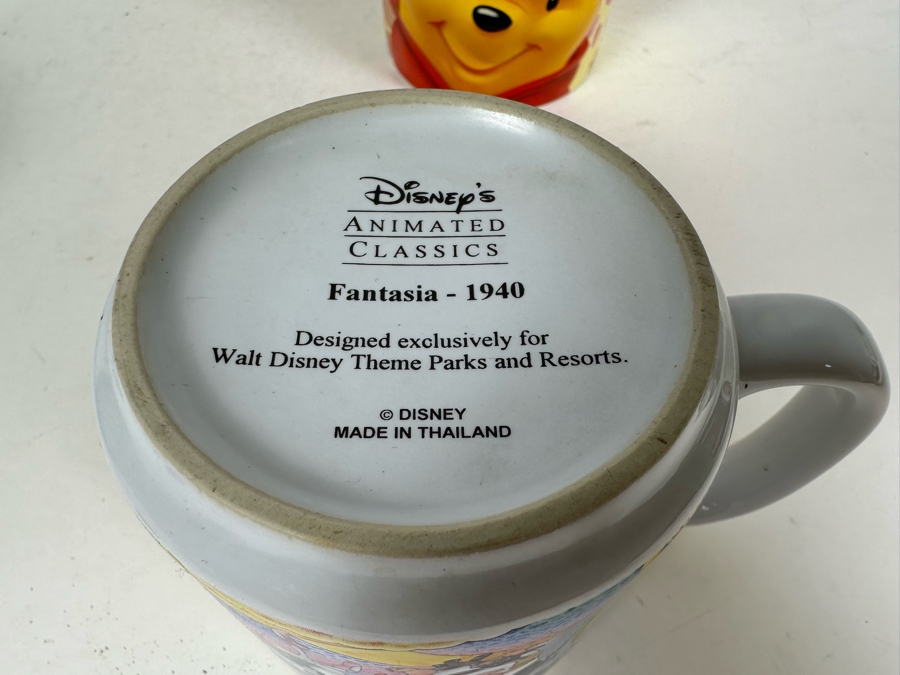 Disney's
ANIMATED
CLASSICS
Fantasia - 1940
Designed exclusively for
Walt Disney Theme Parks and Resorts.
© DISNEY
MADE IN THAILAND